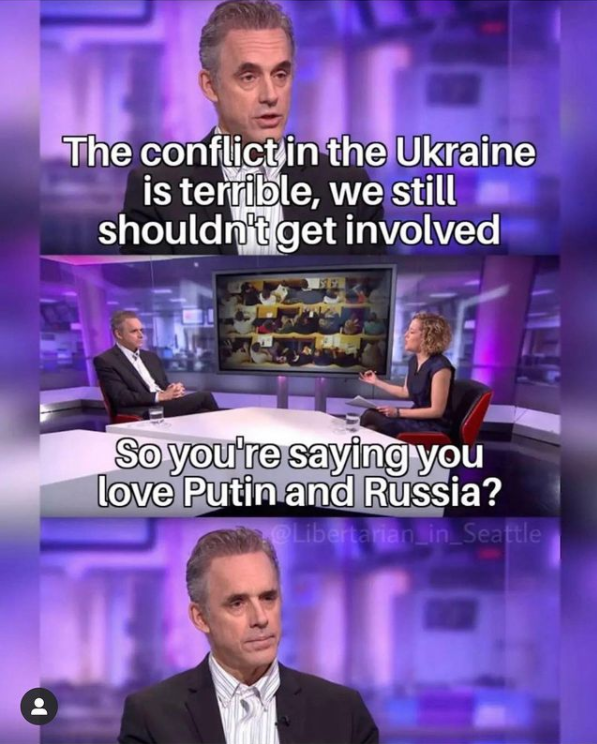 The conflict in the Ukraine
is terrible, we still
shouldn't get involved
So you're saying you
love Putin and Russia?
@Libertarian_in_Seattle